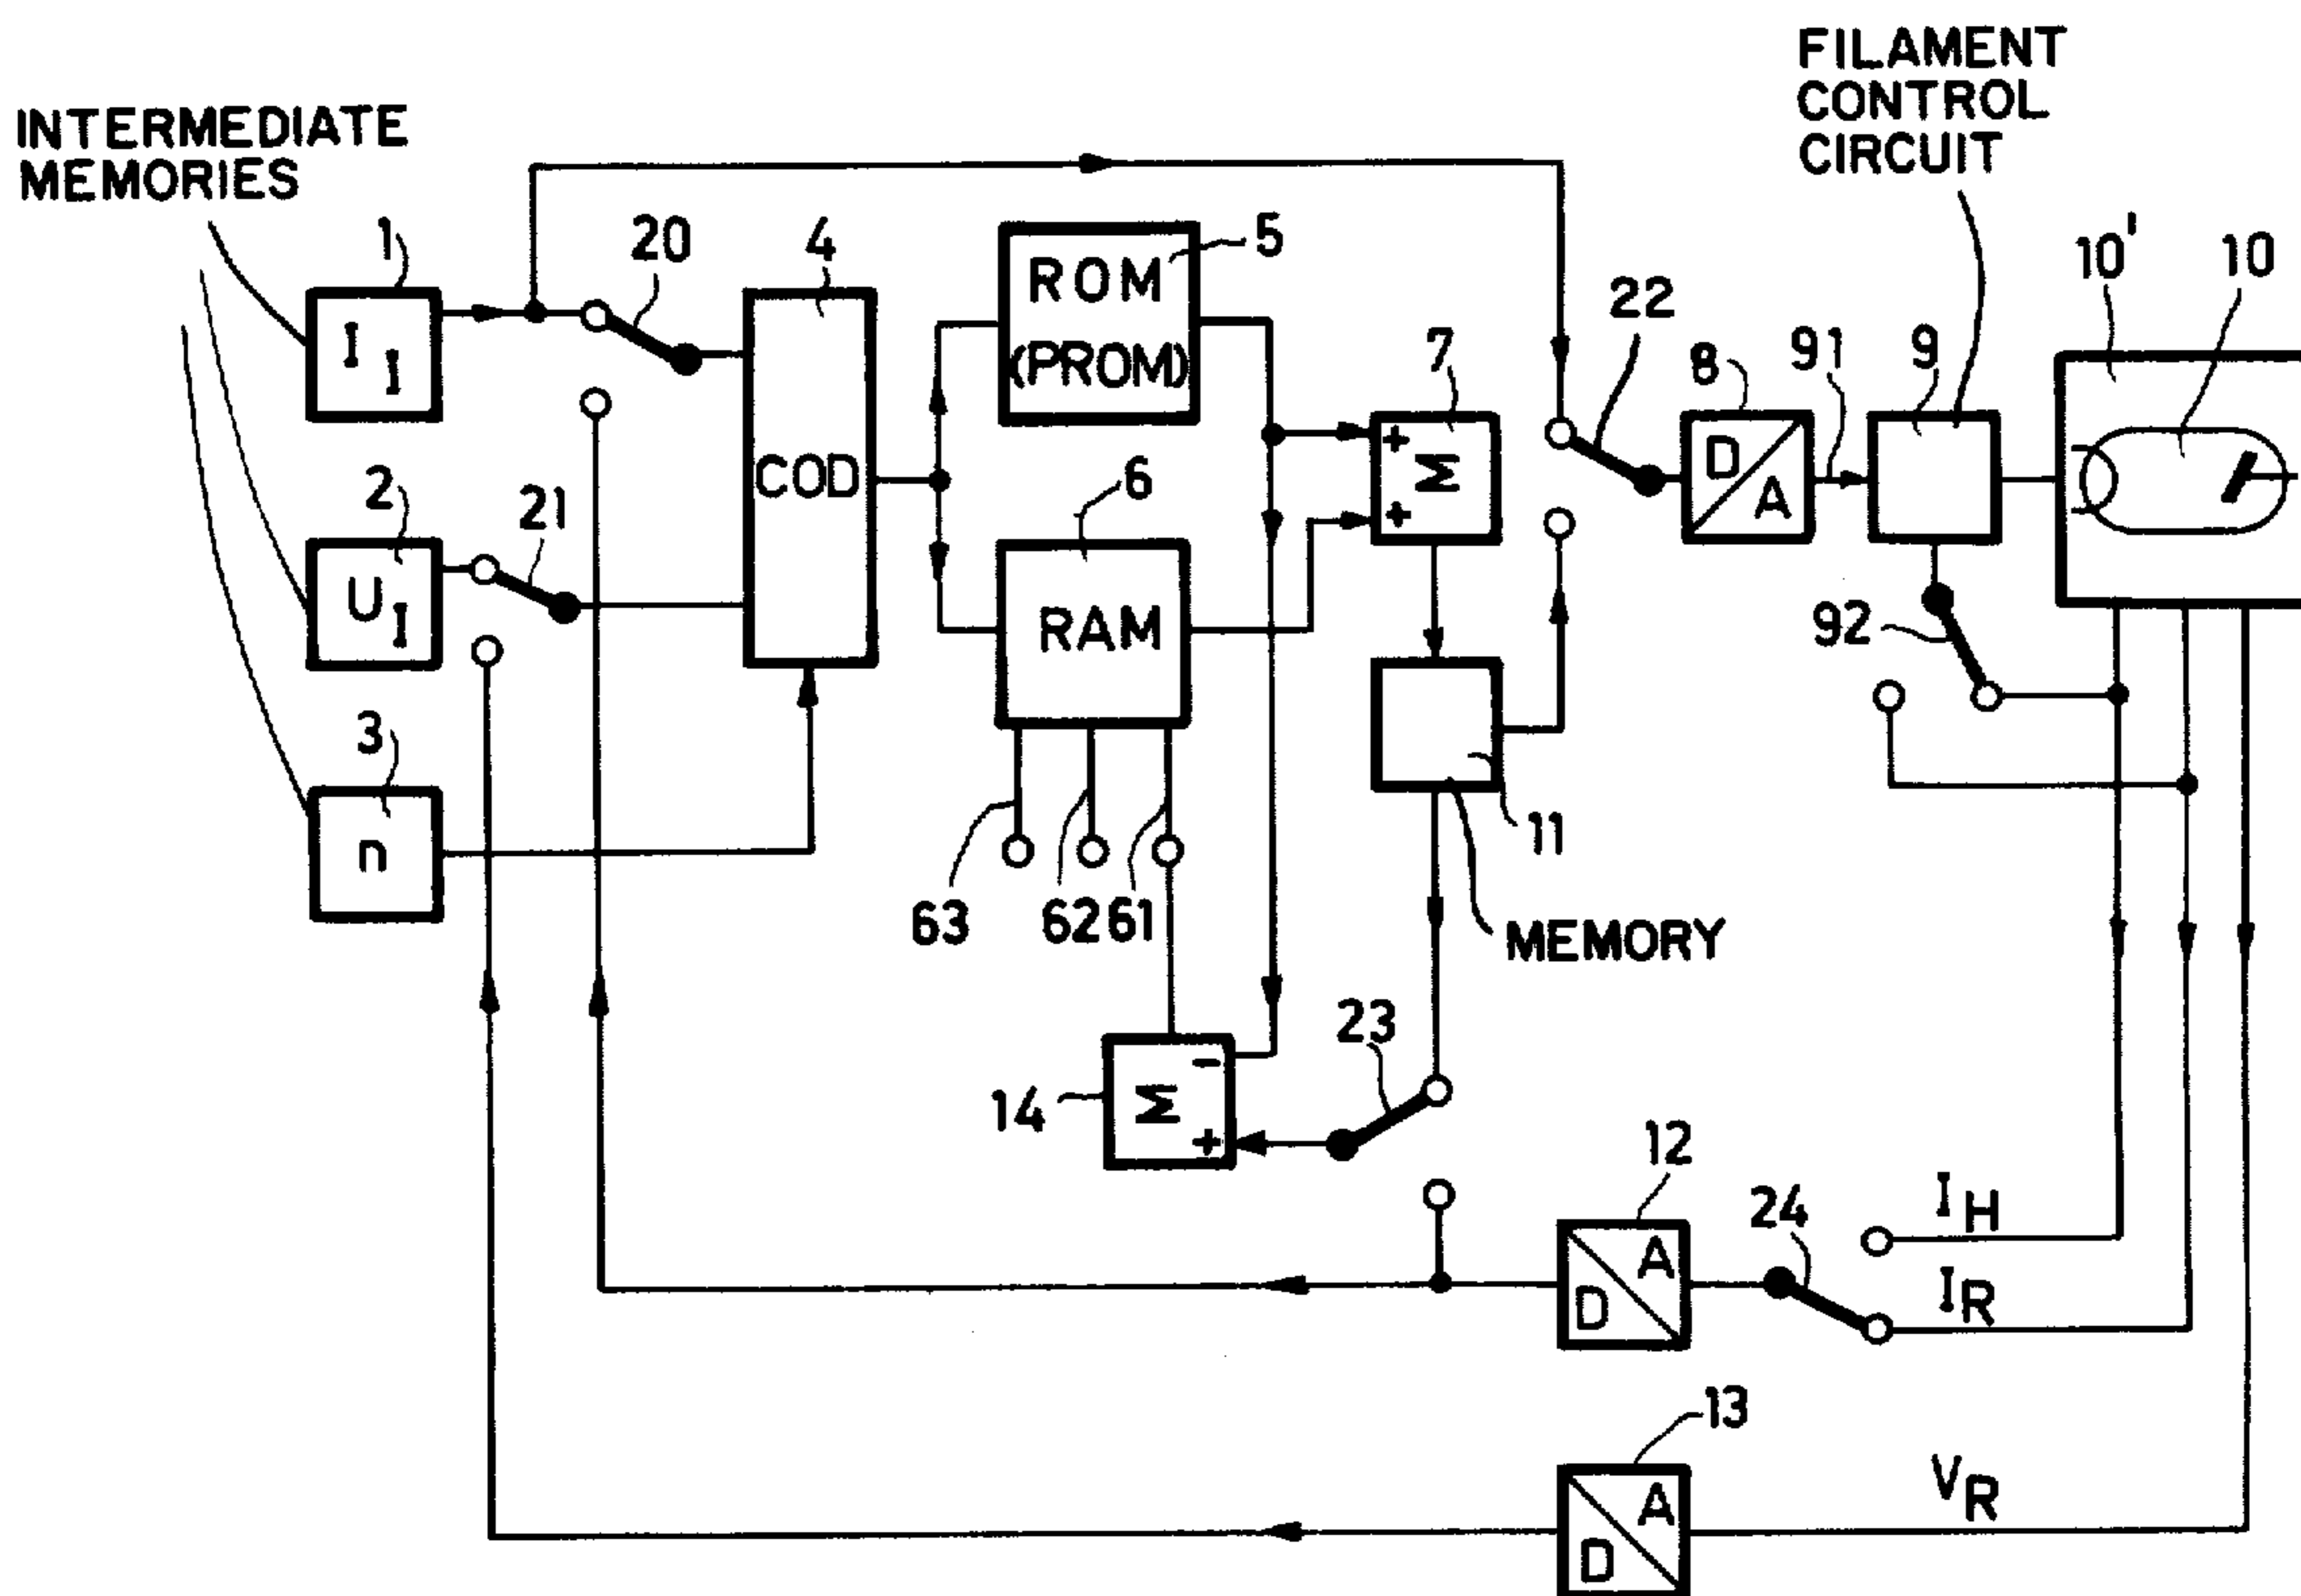 FILAMENT
CONTROL
CIRCUIT
INTERMEDIATE
MEMORIES
1
20
4
5
10'
10
I I
ROM
(PROM)
22
7
8
91
9
2
21
COD
6
+
Σ
+
D
A
U I
RAM
92
3
n
11
63
62
61
MEMORY
23
14
-
Σ
+
12
24
I H
A
D
I R
13
V R
A
D